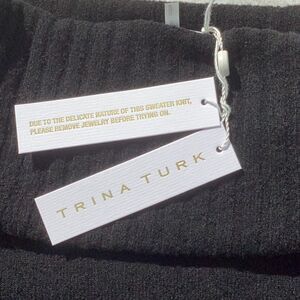 DUE TO THE DELICATE NATURE OF THIS SWEATER KNIT,
PLEASE REMOVE JEWELRY BEFORE TRYING ON.
TRINA TURK